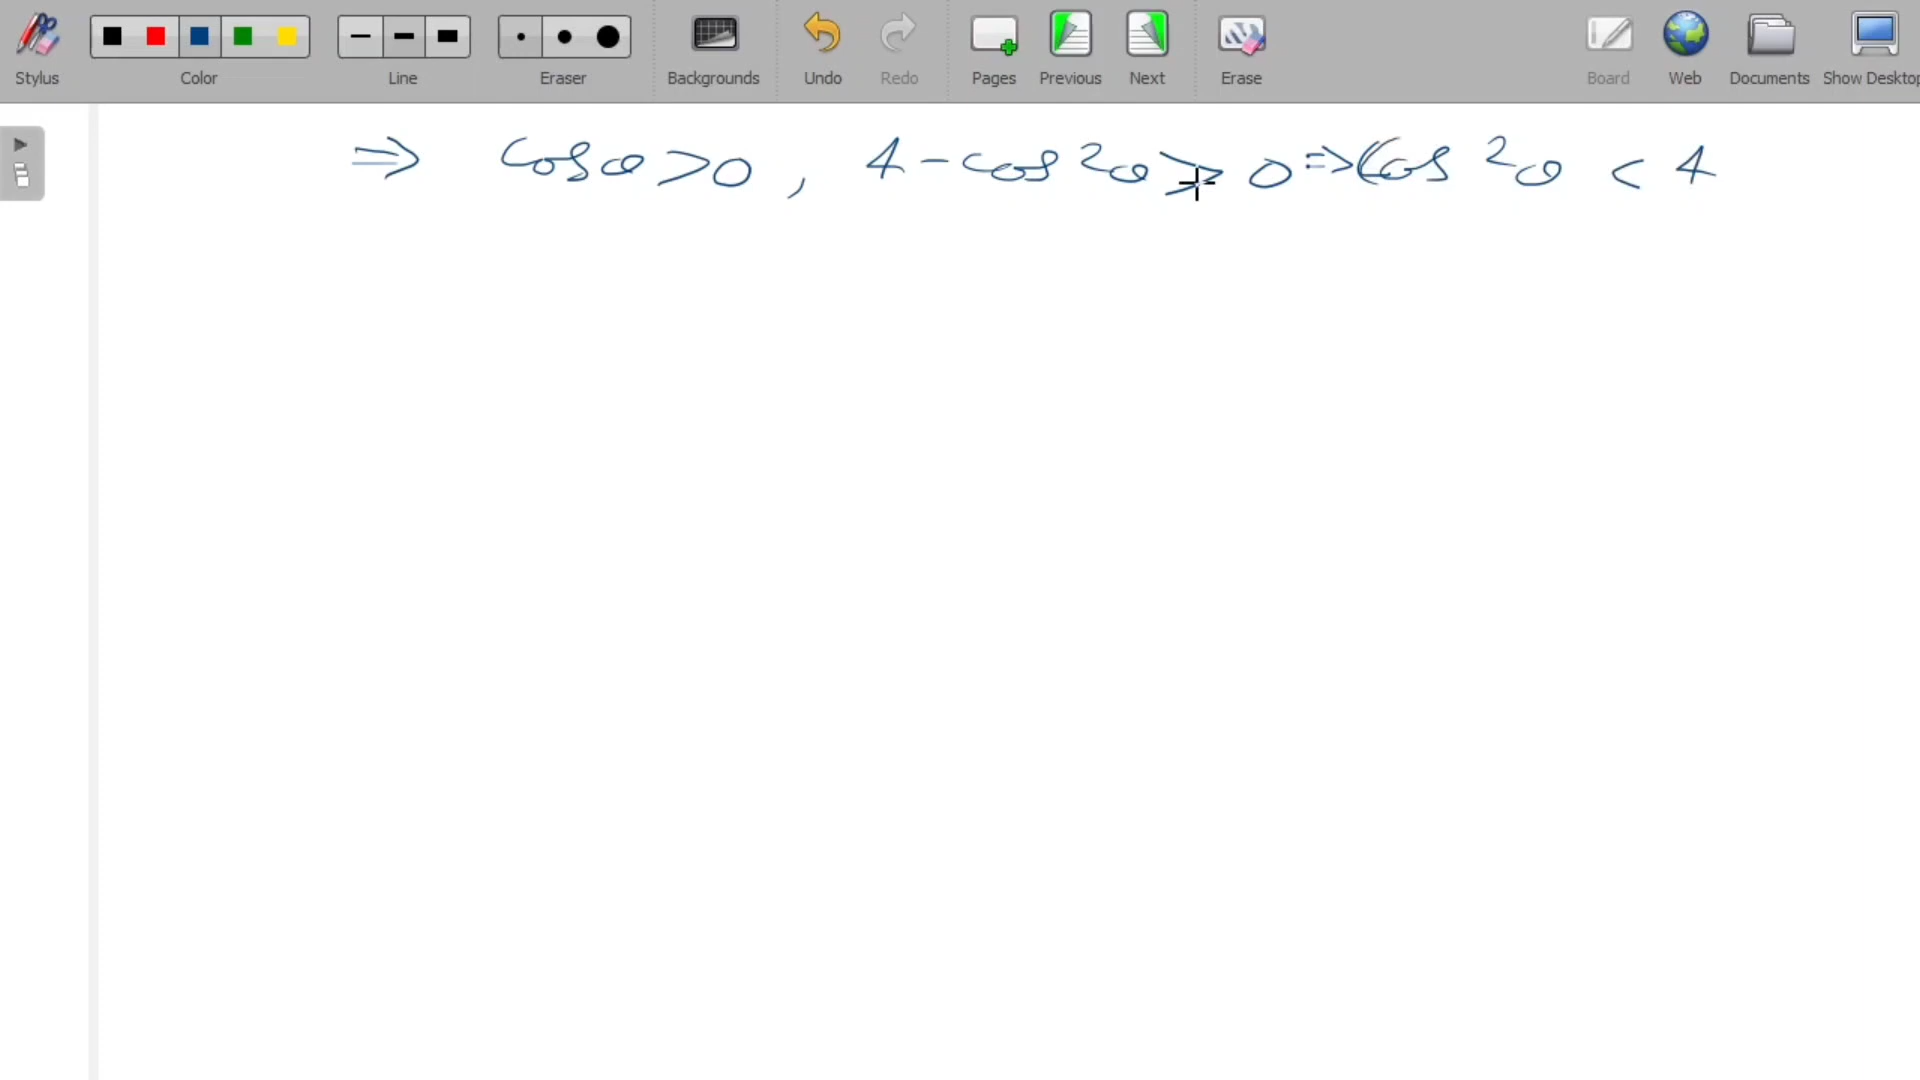 Stylus Color Line Eraser Backgrounds Undo Redo Pages Previous Next Erase Board Web Documents Show Desktop
⇒ cosθ > 0 , 4 - cos²θ > 0 ⇒ cos²θ < 4